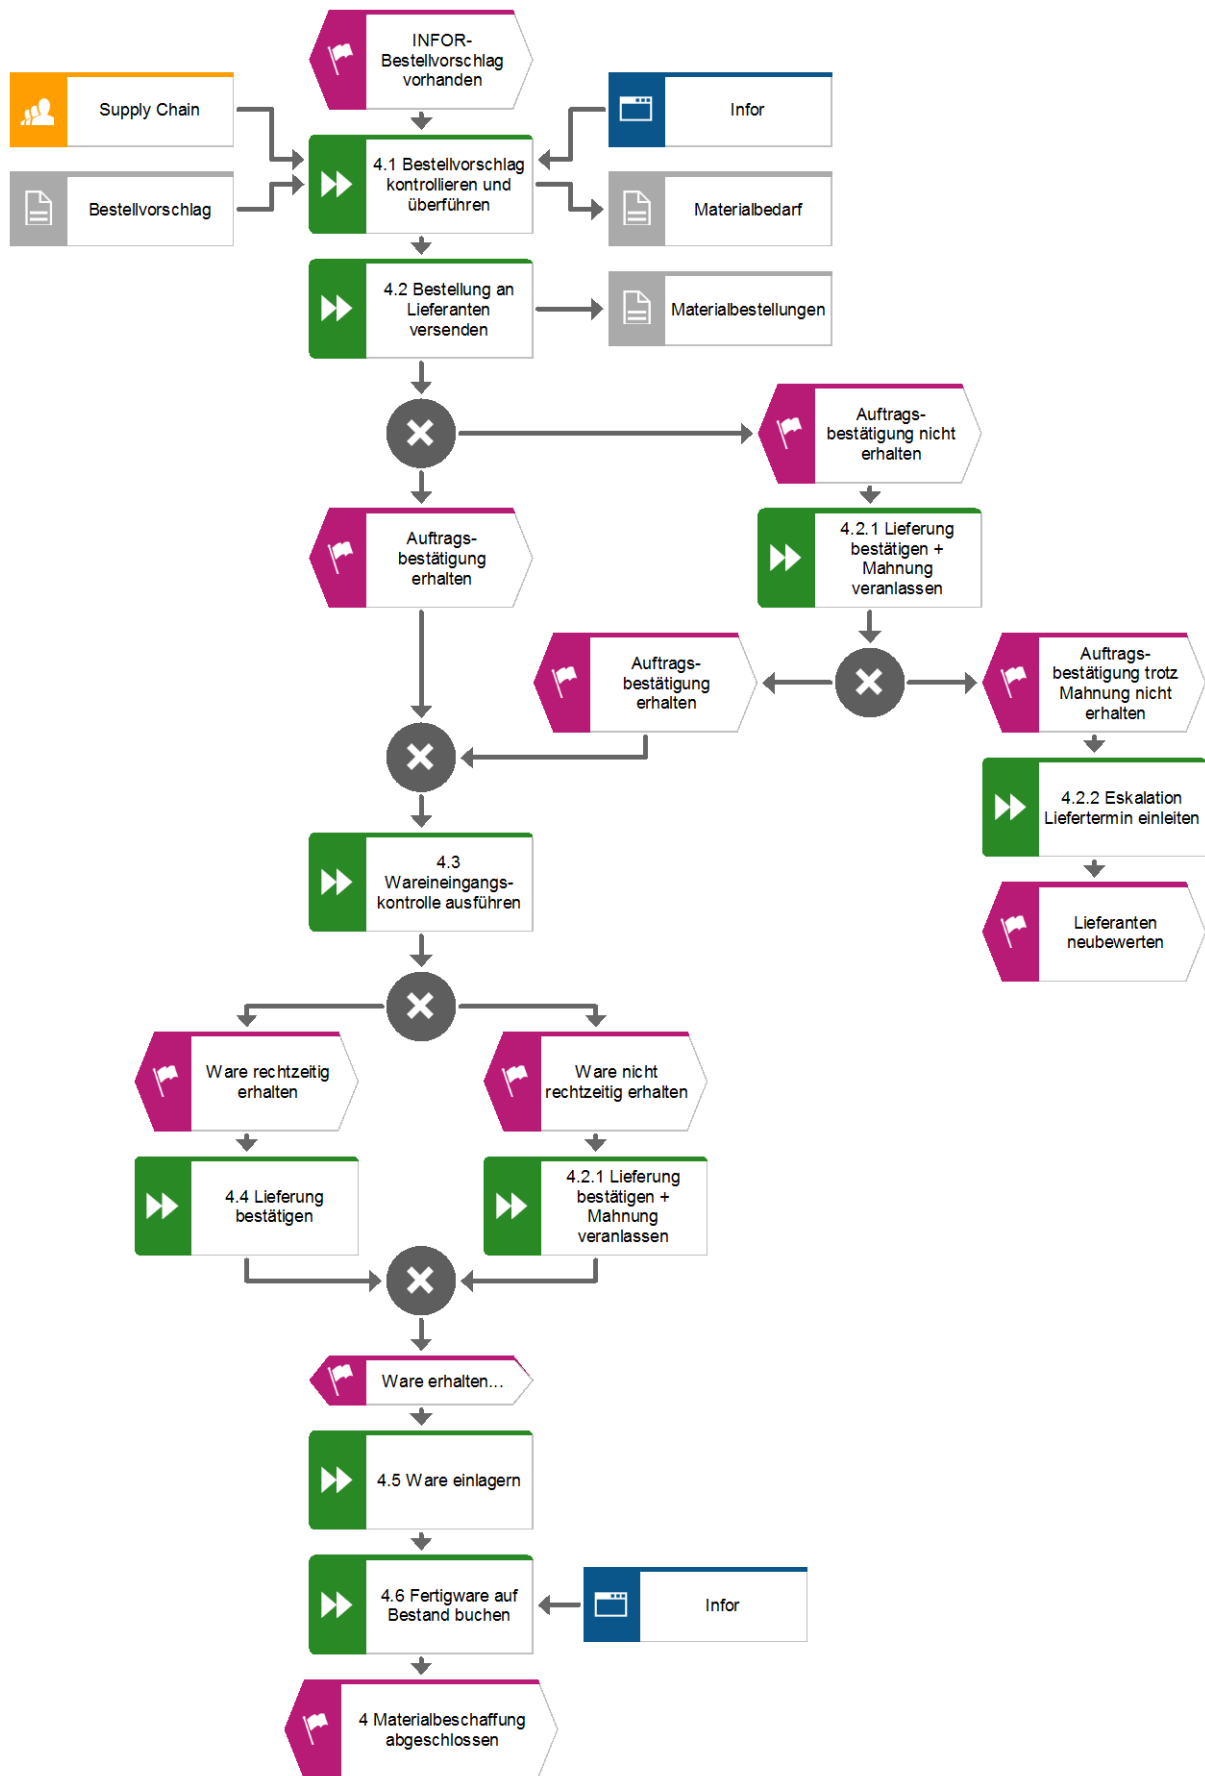 INFOR-
Bestellvorschlag
vorhanden
Supply Chain
Infor
4.1 Bestellvorschlag
kontrollieren und
überführen
Bestellvorschlag
Materialbedarf
4.2 Bestellung an
Lieferanten
versenden
Materialbestellungen
Auftrags-
bestätigung nicht
erhalten
Auftrags-
bestätigung
erhalten
4.2.1 Lieferung
bestätigen +
Mahnung
veranlassen
Auftrags-
bestätigung
erhalten
Auftrags-
bestätigung trotz
Mahnung nicht
erhalten
4.2.2 Eskalation
Liefertermin einleiten
4.3
Wareineingangs-
kontrolle ausführen
Lieferanten
neubewerten
Ware rechtzeitig
erhalten
Ware nicht
rechtzeitig erhalten
4.4 Lieferung
bestätigen
4.2.1 Lieferung
bestätigen +
Mahnung
veranlassen
Ware erhalten...
4.5 Ware einlagern
4.6 Fertigware auf
Bestand buchen
Infor
4 Materialbeschaffung
abgeschlossen